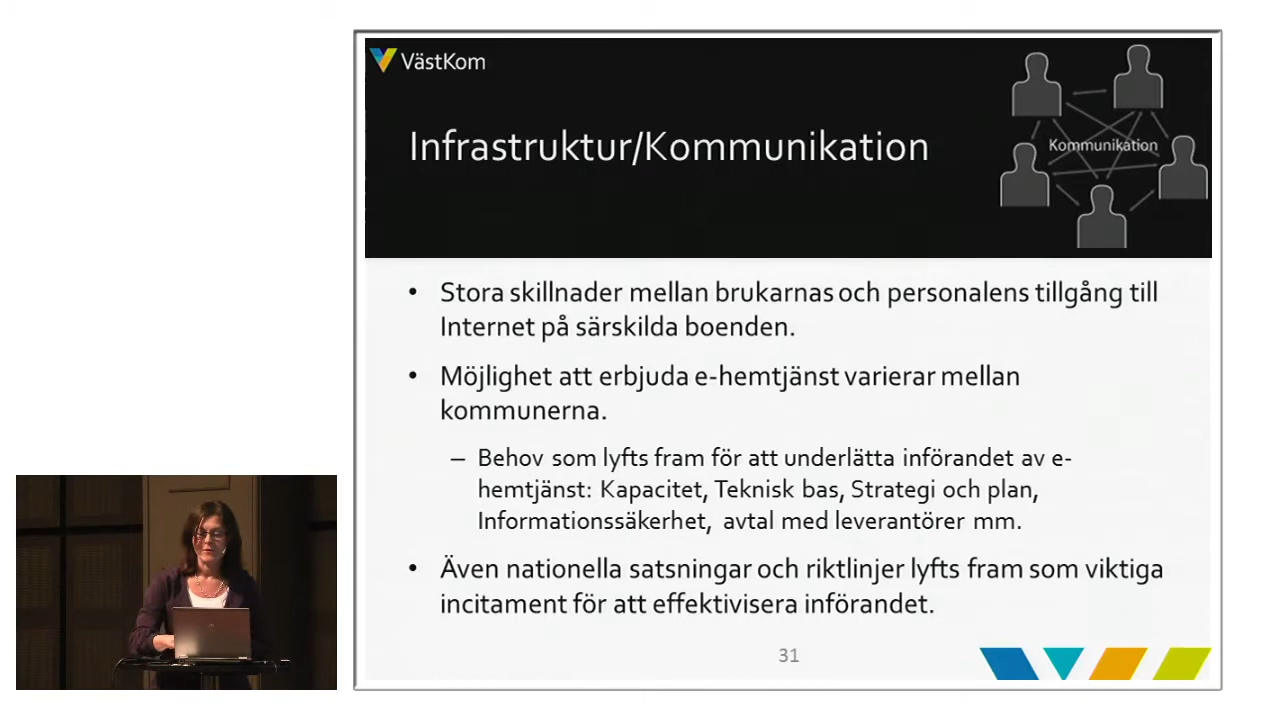 VästKom
Infrastruktur/Kommunikation
Kommunikation
• Stora skillnader mellan brukarnas och personalens tillgång till
Internet på särskilda boenden.
• Möjlighet att erbjuda e-hemtjänst varierar mellan
kommunerna.
– Behov som lyfts fram för att underlätta införandet av e-
hemtjänst: Kapacitet, Teknisk bas, Strategi och plan,
Informationssäkerhet, avtal med leverantörer mm.
• Även nationella satsningar och riktlinjer lyfts fram som viktiga
incitament för att effektivisera införandet.
31